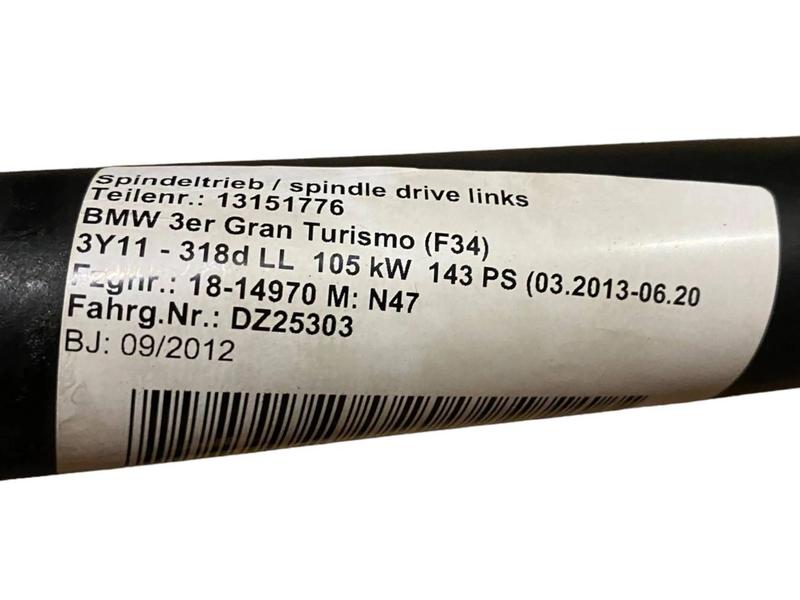 Spindeltrieb / spindle drive links
Teilenr.: 13151776
BMW 3er Gran Turismo (F34)
3Y11 - 318d LL 105 kW 143 PS (03.2013-06.20
Fzgnr.: 18-14970 M: N47
Fahrg.Nr.: DZ25303
BJ: 09/2012